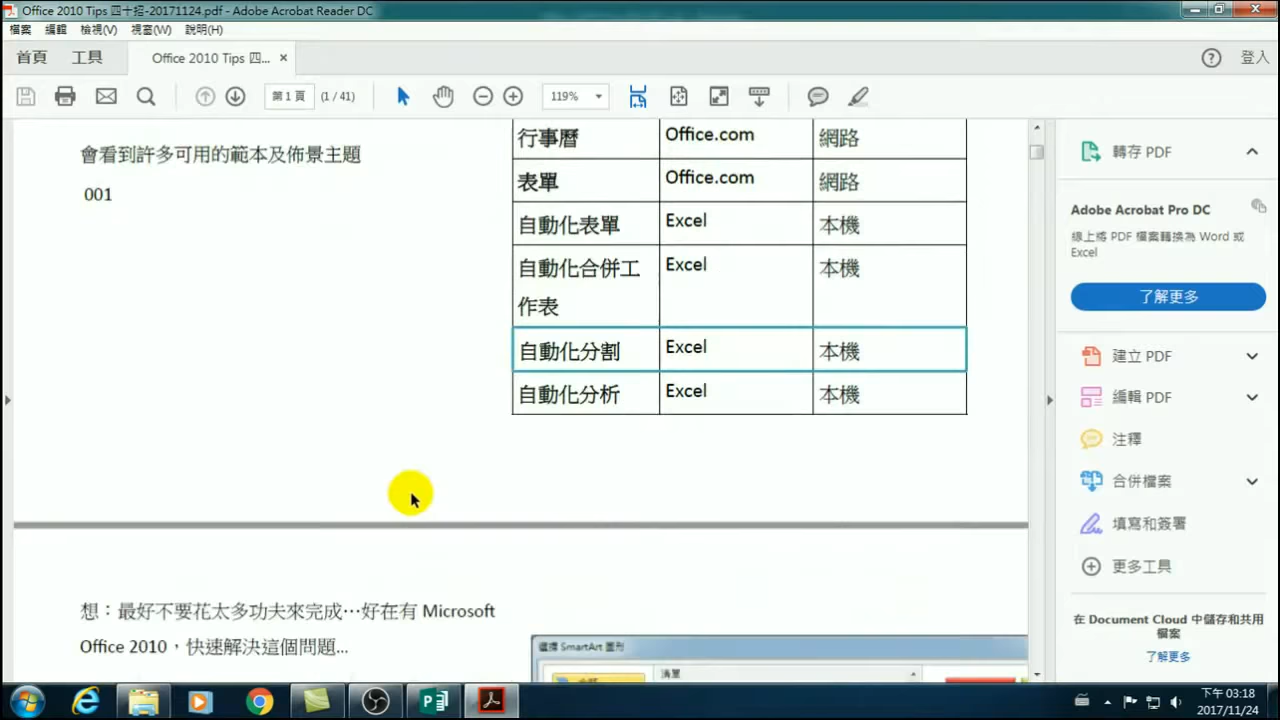 Office 2010 Tips 四十招-20171124.pdf - Adobe Acrobat Reader DC
檔案 編輯 檢視(V) 視窗(W) 說明(H)
首頁 工具 Office 2010 Tips 四... × 登入
第 1 頁 (1 / 41) 119%
會看到許多可用的範本及佈景主題
001
行事曆 Office.com 網路
表單 Office.com 網路
自動化表單 Excel 本機
自動化合併工 Excel 本機
作表
自動化分割 Excel 本機
自動化分析 Excel 本機
想：最好不要花太多功夫來完成…好在有 Microsoft
Office 2010，快速解決這個問題...
選擇 SmartArt 圖形
全部 清單
轉存 PDF
Adobe Acrobat Pro DC
線上將 PDF 檔案轉換為 Word 或
Excel
了解更多
建立 PDF
編輯 PDF
注釋
合併檔案
填寫和簽署
更多工具
在 Document Cloud 中儲存和共用
檔案
了解更多
下午 03:18
2017/11/24